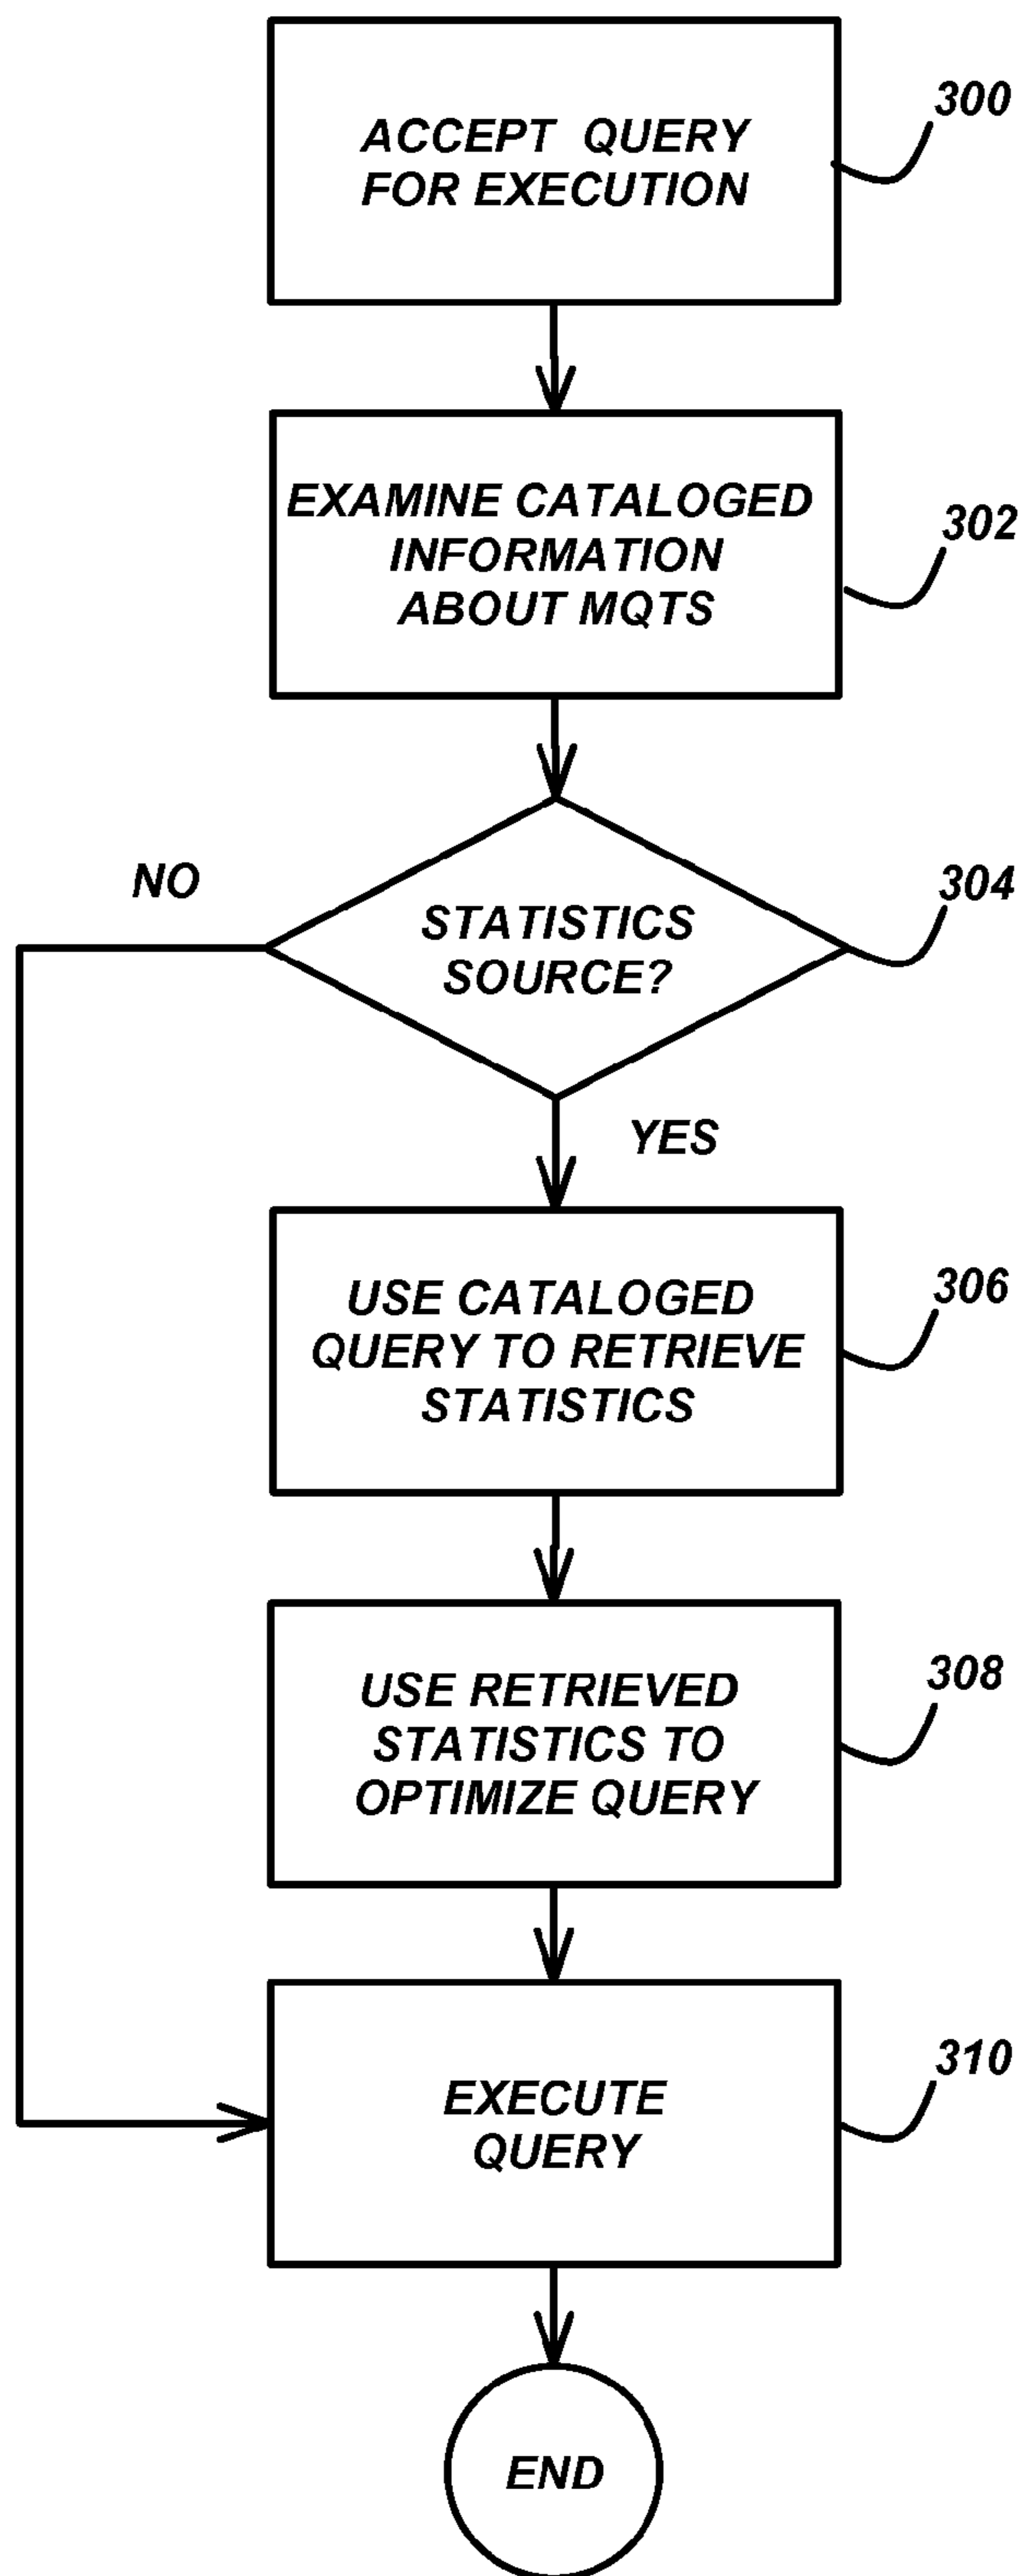 ACCEPT QUERY
FOR EXECUTION
300
EXAMINE CATALOGED
INFORMATION
ABOUT MQTS
302
NO
STATISTICS
SOURCE?
304
YES
USE CATALOGED
QUERY TO RETRIEVE
STATISTICS
306
USE RETRIEVED
STATISTICS TO
OPTIMIZE QUERY
308
EXECUTE
QUERY
310
END